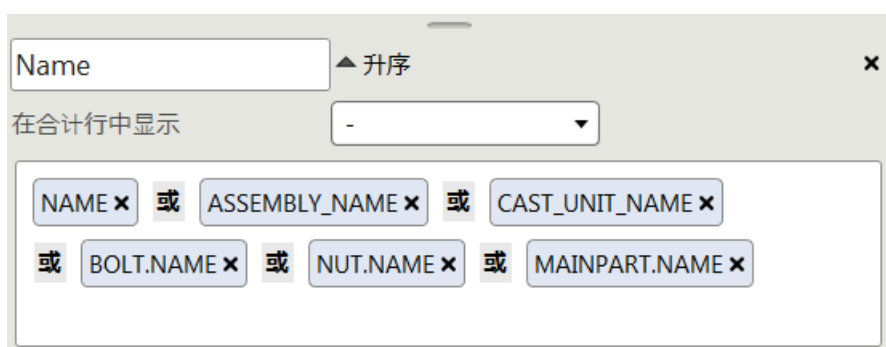 Name 升序
在合计行中显示 -
NAME 或 ASSEMBLY_NAME 或 CAST_UNIT_NAME
或 BOLT.NAME 或 NUT.NAME 或 MAINPART.NAME